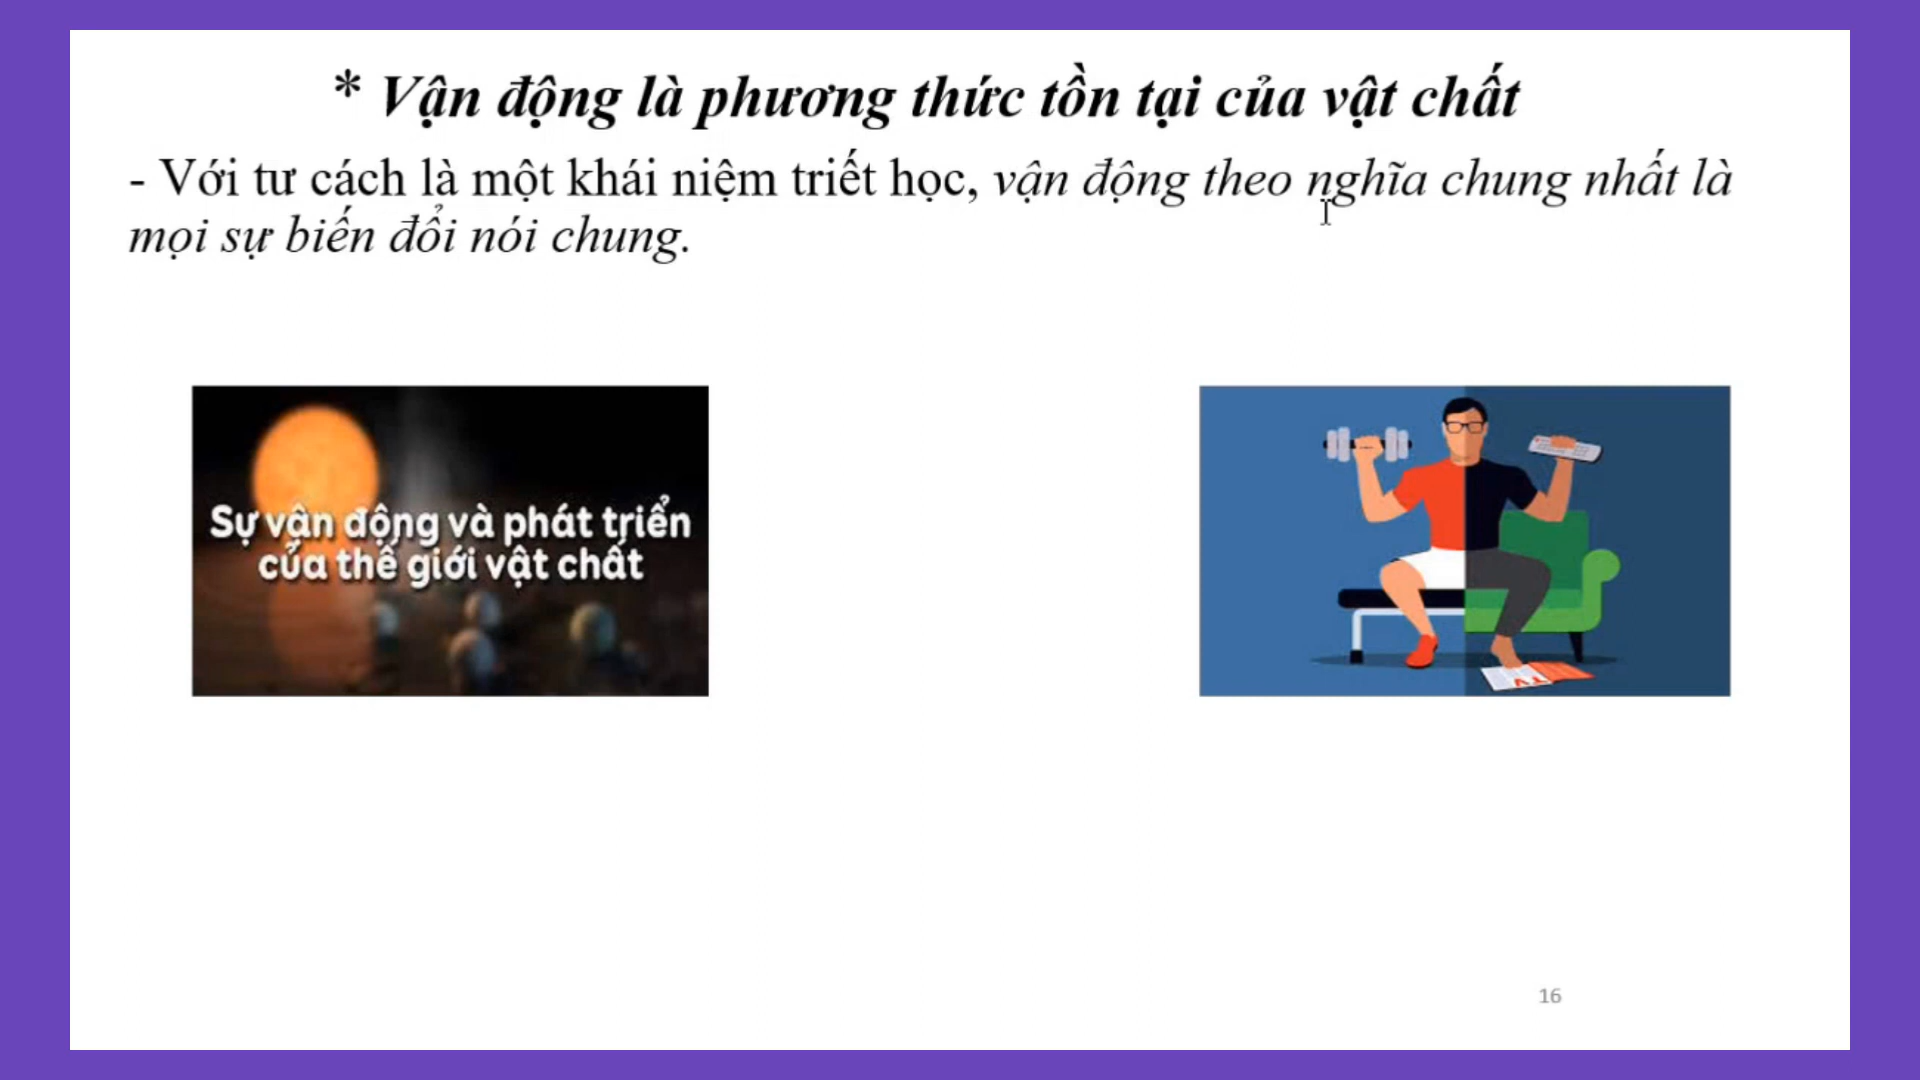 * Vận động là phương thức tồn tại của vật chất
- Với tư cách là một khái niệm triết học, vận động theo nghĩa chung nhất là
mọi sự biến đổi nói chung.
Sự vận động và phát triển
của thế giới vật chất
TV
16